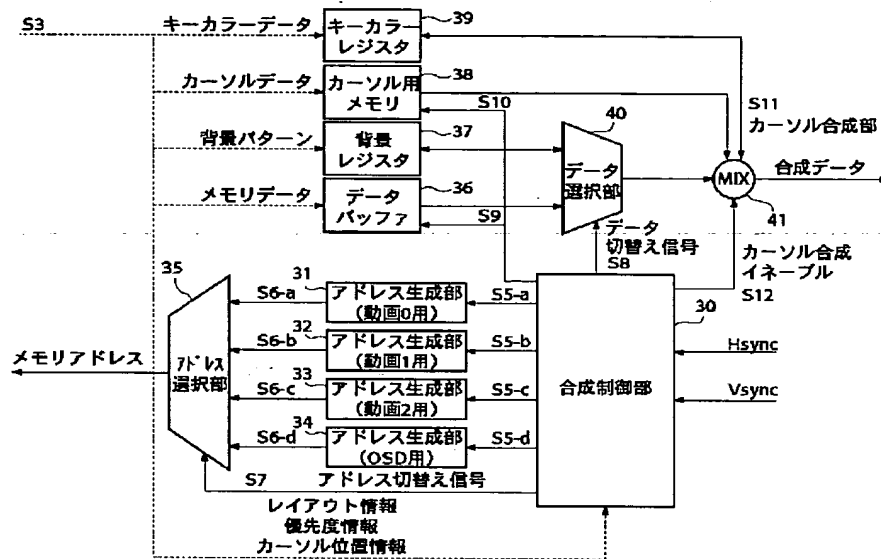 S3
キーカラーデータ
キーカラー
レジスタ
39
カーソルデータ
カーソル用
メモリ
38
S10
S11
カーソル合成部
背景パターン
背景
レジスタ
37
40
データ
選択部
MIX
合成データ
41
メモリデータ
データ
バッファ
36
S9
データ
切替え信号
S8
カーソル合成
イネーブル
S12
35
S6-a
31
アドレス生成部
(動画0用)
S5-a
30
S6-b
32
アドレス生成部
(動画1用)
S5-b
Hsync
メモリアドレス
アドレス
選択部
S6-c
33
アドレス生成部
(動画2用)
S5-c
合成制御部
Vsync
S6-d
34
アドレス生成部
(OSD用)
S5-d
S7
アドレス切替え信号
レイアウト情報
優先度情報
カーソル位置情報